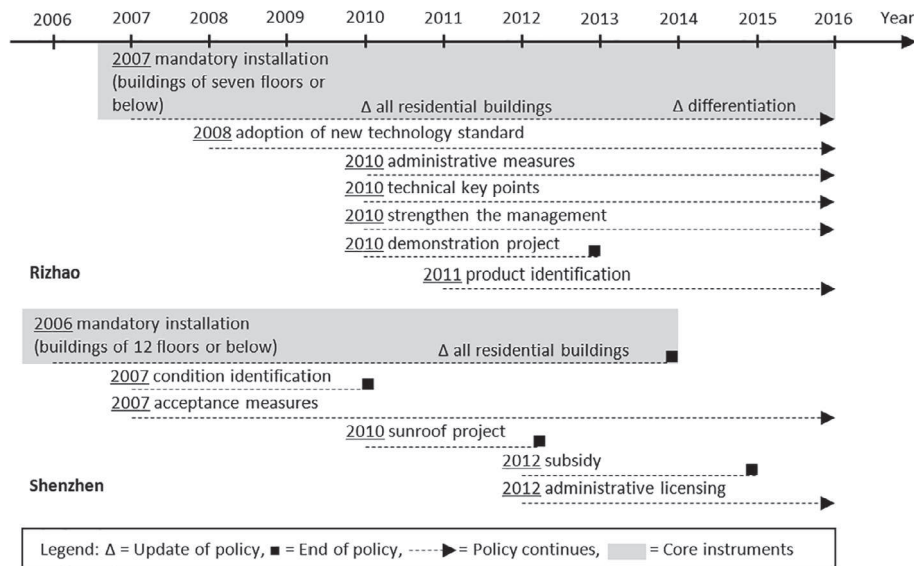 2006 2007 2008 2009 2010 2011 2012 2013 2014 2015 2016 Year
2007 mandatory installation
(buildings of seven floors or
below)
Δ all residential buildings
Δ differentiation
2008 adoption of new technology standard
2010 administrative measures
2010 technical key points
2010 strengthen the management
2010 demonstration project
Rizhao
2011 product identification
2006 mandatory installation
(buildings of 12 floors or below)
Δ all residential buildings
2007 condition identification
2007 acceptance measures
2010 sunroof project
2012 subsidy
Shenzhen
2012 administrative licensing
Legend: Δ = Update of policy, ■ = End of policy, = Policy continues, = Core instruments